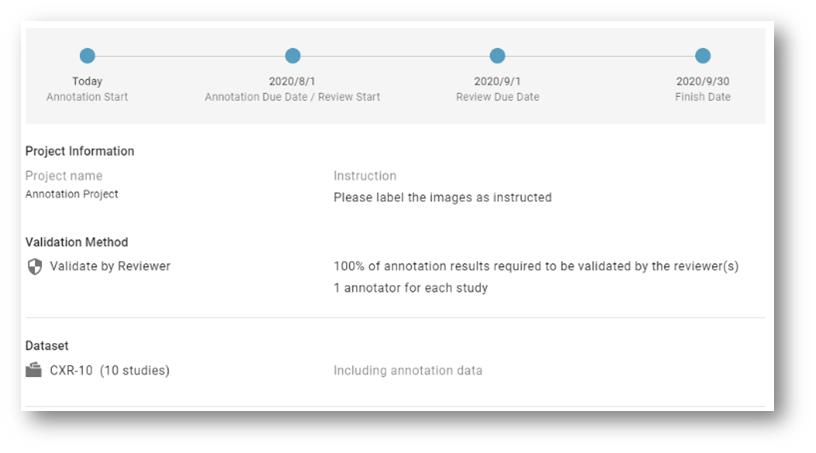 Today 2020/8/1 2020/9/1 2020/9/30
Annotation Start Annotation Due Date / Review Start Review Due Date Finish Date
Project Information
Project name Instruction
Annotation Project Please label the images as instructed
Validation Method
Validate by Reviewer 100% of annotation results required to be validated by the reviewer(s)
1 annotator for each study
Dataset
CXR-10 (10 studies) Including annotation data